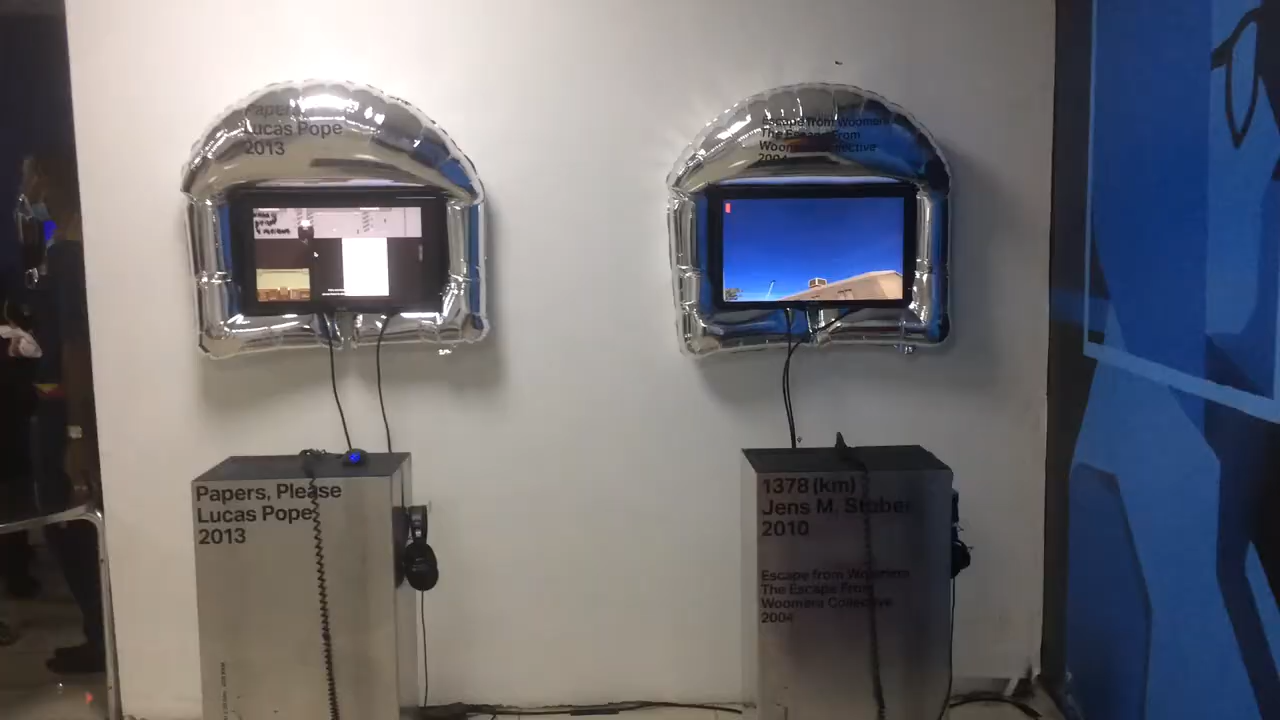 Papers,
Lucas Pope
2013
Escape from Woomera
The Escape From
Woomera Collective
2004
Papers, Please
Lucas Pope
2013
1378 (km)
Jens M. Stober
2010
Escape from Woomera
The Escape From
Woomera Collective
2004